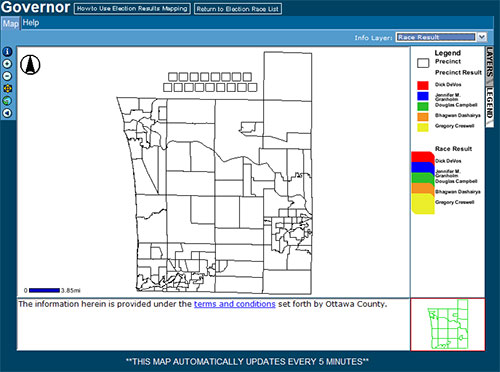 Governor
How to Use Election Results Mapping
Return to Election Race List
Map Help
Info Layer: Race Result
Legend
Precinct
Precinct Result
Dick DeVos
Jennifer M.
Granholm
Douglas Campbell
Bhagwan Dashairya
Gregory Creswell
Race Result
Dick DeVos
Jennifer M.
Granholm
Douglas Campbell
Bhagwan Dashairya
Gregory Creswell
LAYERS
LEGEND
0 3.85mi
The information herein is provided under the terms and conditions set forth by Ottawa County.
**THIS MAP AUTOMATICALLY UPDATES EVERY 5 MINUTES**